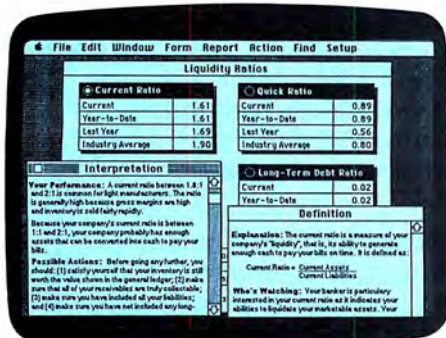 File Edit Window Form Report Action Find Setup
Liquidity Ratios
Current Ratio
Current 1.61
Year-to-Date 1.61
Last Year 1.69
Industry Average 1.90
Quick Ratio
Current 0.89
Year-to-Date 0.89
Last Year 0.56
Industry Average 0.80
Long-Term Debt Ratio
Current 0.02
Year-to-Date 0.02
Interpretation
Your Performance: A current ratio between 1.8:1
and 2:1 is common for light manufacturers. The ratio
is generally high because gross margins are high
and inventory is sold fairly rapidly.
Because your company's current ratio is between
1:1 and 2:1, your company probably has enough
assets that can be converted into cash to pay your
bills.
Possible Actions: Before going any further, you
should: (1) satisfy yourself that your inventory is still
worth the value shown in the general ledger; (2) make
sure that all of your receivables are truly collectable;
(3) make sure you have included all your liabilities;
and (4) make sure you have not included any long-
Definition
Explanation: The current ratio is a measure of your
company's "liquidity", that is, its ability to generate
enough cash to pay your bills on time. It is defined as:
Current Ratio = Current Assets
Current Liabilities
Who's Watching: Your banker is particularly
interested in your current ratio as it indicates your
abilities to liquidate your marketable assets. Your